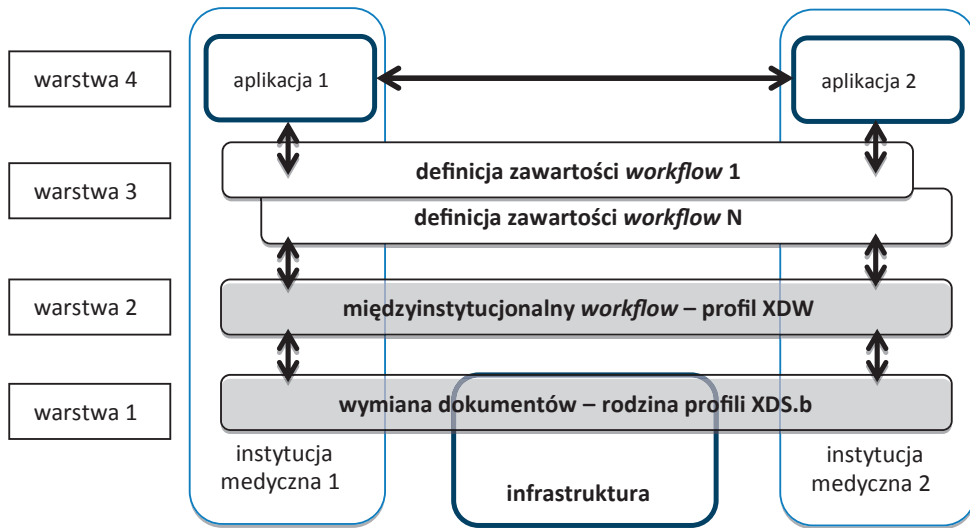 warstwa 4
aplikacja 1
aplikacja 2
warstwa 3
definicja zawartości workflow 1
definicja zawartości workflow N
warstwa 2
międzyinstytucjonalny workflow – profil XDW
warstwa 1
wymiana dokumentów – rodzina profili XDS.b
instytucja
medyczna 1
infrastruktura
instytucja
medyczna 2